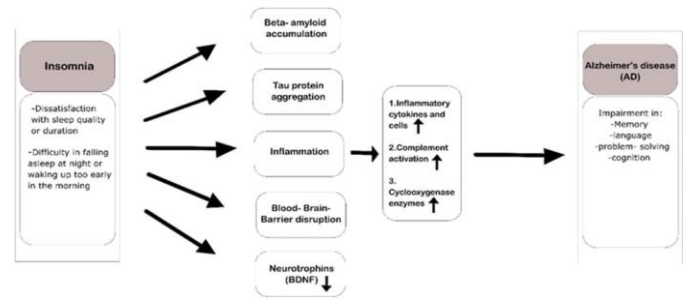 Insomnia
-Dissatisfaction
with sleep quality
or duration
-Difficulty in falling
asleep at night or
waking up too early
in the morning
Beta- amyloid
accumulation
Tau protein
aggregation
Inflammation
Blood- Brain-
Barrier disruption
Neurotrophins
(BDNF)
1.Inflammatory
cytokines and
cells
2.Complement
activation
3.
Cyclooxygenase
enzymes
Alzheimer's disease
(AD)
Impairment in:
-Memory
-language
-problem- solving
-cognition